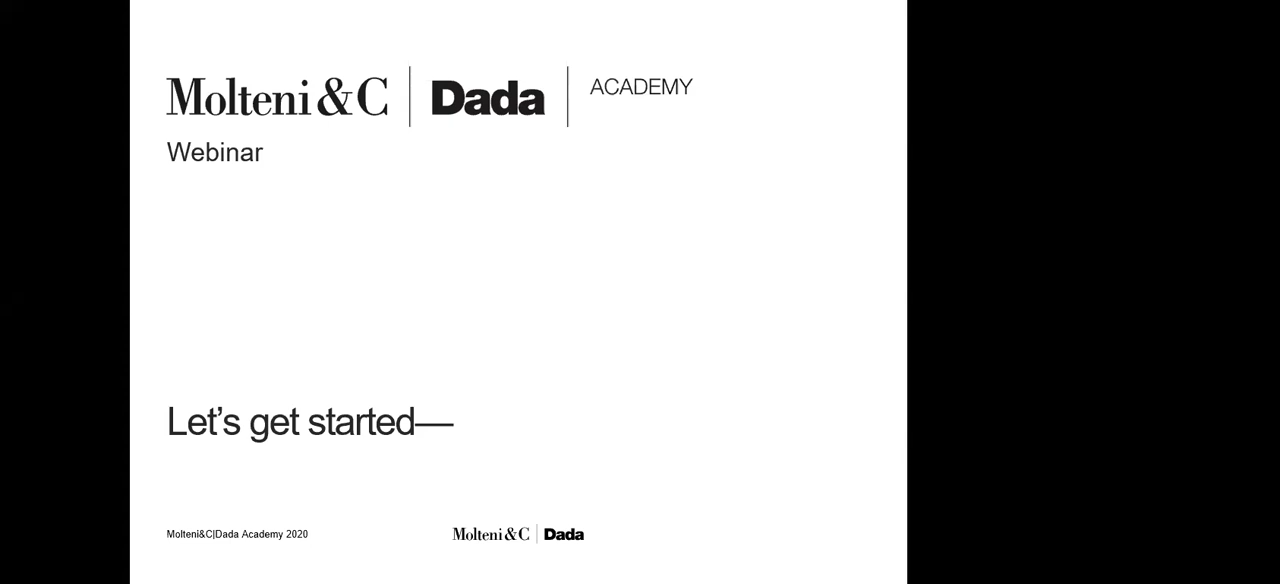 Molteni&C | Dada | ACADEMY
Webinar
Let’s get started—
Molteni&C|Dada Academy 2020
Molteni&C | Dada